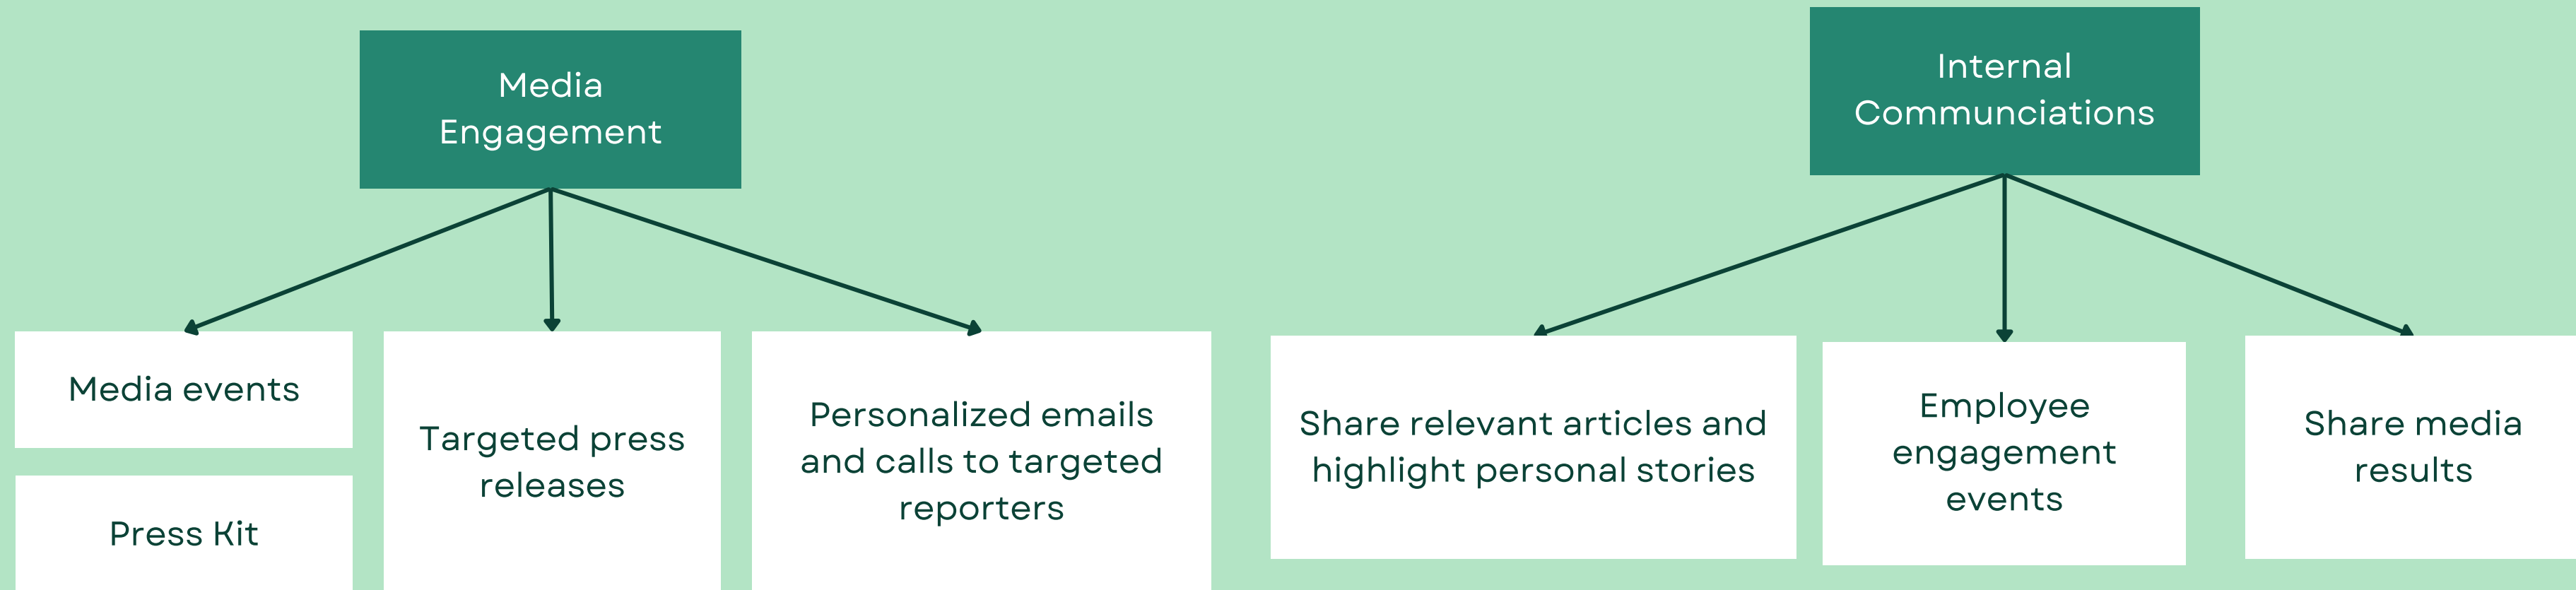 Media
Engagement
Media events
Press Kit
Targeted press
releases
Personalized emails
and calls to targeted
reporters
Internal
Communciations
Share relevant articles and
highlight personal stories
Employee
engagement
events
Share media
results